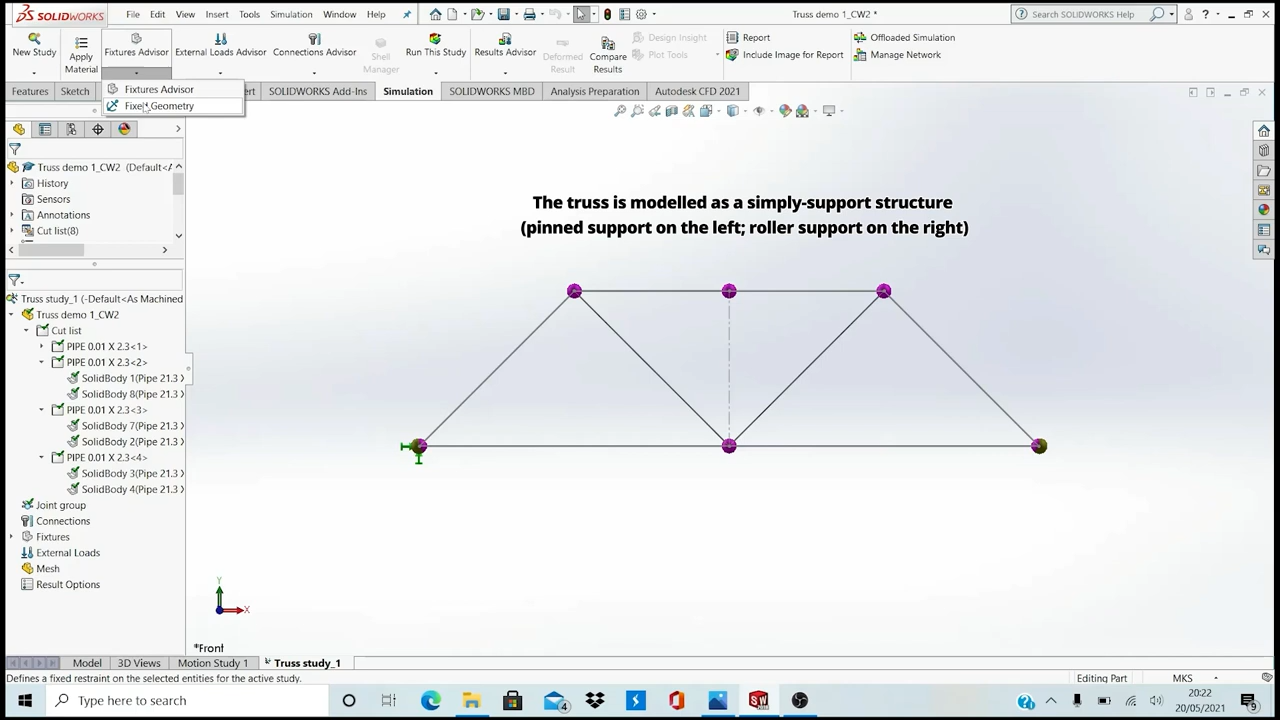 SOLIDWORKS
File Edit View Insert Tools Simulation Window Help
Truss demo 1_CW2 *
Search SOLIDWORKS Help
New Study
Apply Material
Fixtures Advisor
External Loads Advisor
Connections Advisor
Shell Manager
Run This Study
Results Advisor
Deformed Result
Compare Results
Design Insight
Plot Tools
Report
Include Image for Report
Offloaded Simulation
Manage Network
Fixtures Advisor
Fixed Geometry
Features Sketch SOLIDWORKS Add-Ins Simulation SOLIDWORKS MBD Analysis Preparation Autodesk CFD 2021
Truss demo 1_CW2 (Default<A
History
Sensors
Annotations
Cut list(8)
Truss study_1 (-Default<As Machined
Truss demo 1_CW2
Cut list
PIPE 0.01 X 2.3<1>
PIPE 0.01 X 2.3<2>
SolidBody 1(Pipe 21.3 X
SolidBody 8(Pipe 21.3 X
PIPE 0.01 X 2.3<3>
SolidBody 7(Pipe 21.3 X
SolidBody 2(Pipe 21.3 X
PIPE 0.01 X 2.3<4>
SolidBody 3(Pipe 21.3 X
SolidBody 4(Pipe 21.3 X
Joint group
Connections
Fixtures
External Loads
Mesh
Result Options
The truss is modelled as a simply-support structure
(pinned support on the left; roller support on the right)
Y
X
*Front
Model 3D Views Motion Study 1 Truss study_1
Defines a fixed restraint on the selected entities for the active study.
Editing Part MKS
Type here to search
4
20:22
20/05/2021
9